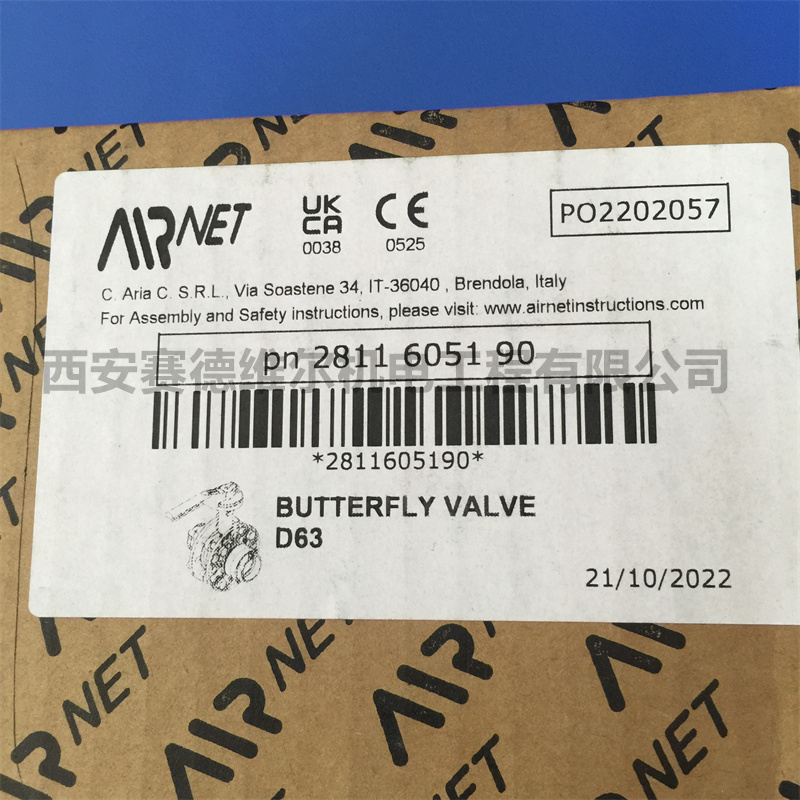 AIRNET
UK
CA
0038
CE
0525
PO2202057
C. Aria C. S.R.L., Via Soastene 34, IT-36040 , Brendola, Italy
For Assembly and Safety instructions, please visit: www.airnetinstructions.com
pn 2811 6051 90
西安赛德维尔机电工程有限公司
*2811605190*
BUTTERFLY VALVE
D63
21/10/2022
AIRNET
AIRNET
AIRNET
AIRNET